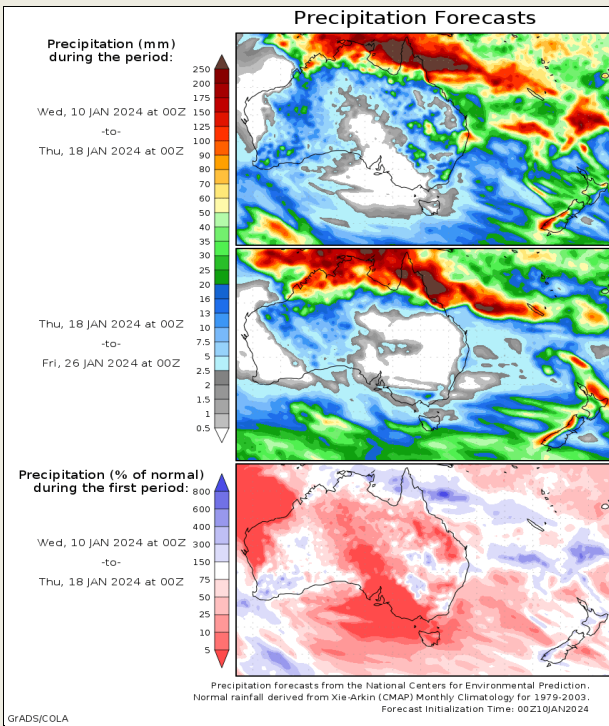 Precipitation Forecasts
Precipitation (mm)
during the period:
Wed, 10 JAN 2024 at 00Z
-to-
Thu, 18 JAN 2024 at 00Z
250
200
175
150
125
100
90
80
70
60
50
40
35
30
25
20
16
13
10
7.5
5
2.5
2
1.5
1
0.5
Thu, 18 JAN 2024 at 00Z
-to-
Fri, 26 JAN 2024 at 00Z
Precipitation (% of normal)
during the first period:
Wed, 10 JAN 2024 at 00Z
-to-
Thu, 18 JAN 2024 at 00Z
800
600
400
300
150
75
50
25
10
5
Precipitation forecasts from the National Centers for Environmental Prediction.
Normal rainfall derived from Xie-Arkin (CMAP) Monthly Climatology for 1979-2003.
Forecast Initialization Time: 00Z10JAN2024
GrADS/COLA